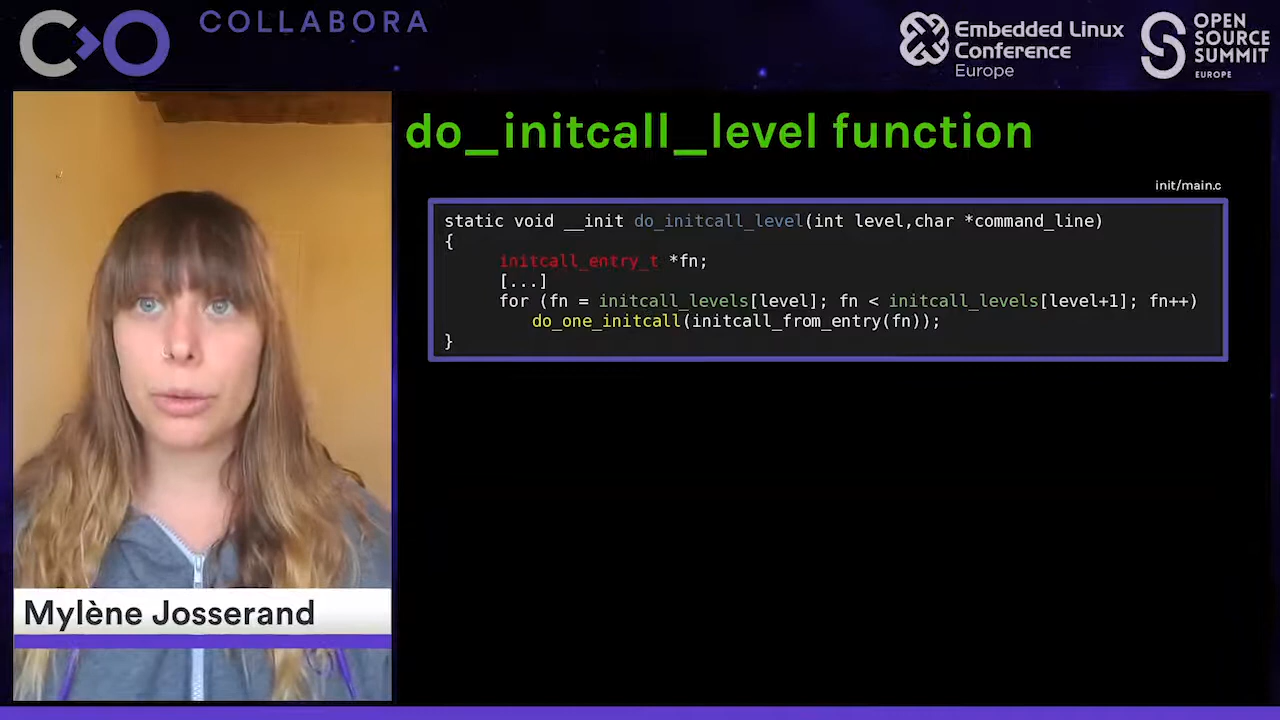 COLLABORA
Embedded Linux
Conference
Europe
OPEN
SOURCE
SUMMIT
EUROPE
do_initcall_level function
init/main.c
static void __init do_initcall_level(int level,char *command_line)
{
initcall_entry_t *fn;
[...]
for (fn = initcall_levels[level]; fn < initcall_levels[level+1]; fn++)
do_one_initcall(initcall_from_entry(fn));
}
Mylène Josserand